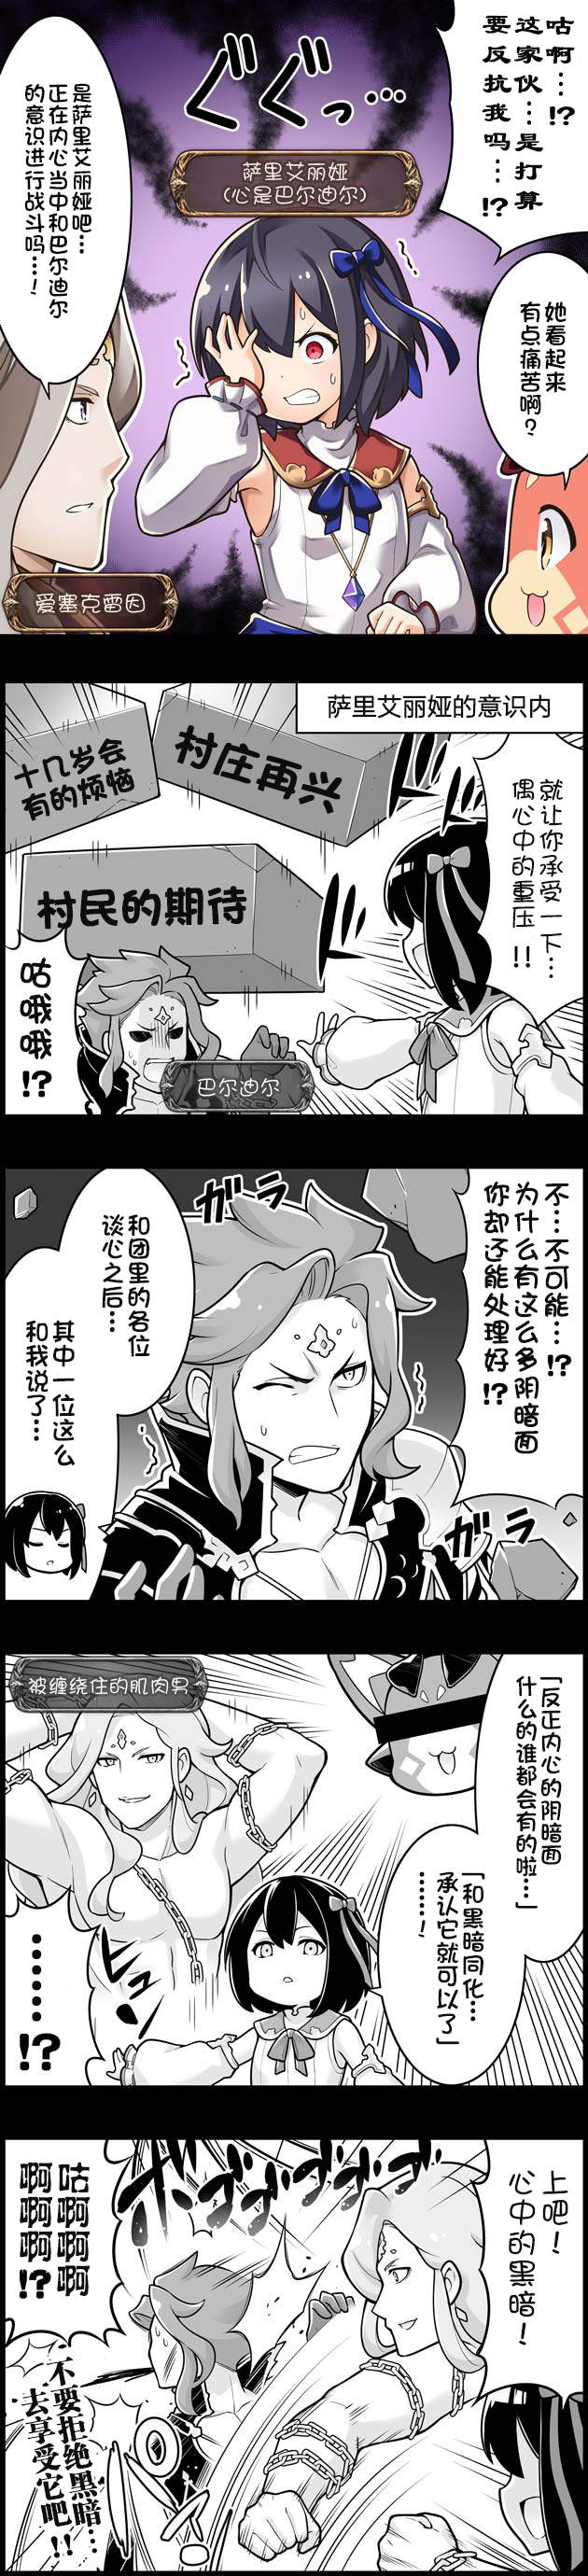 咕啊…!?
这家伙…是打算
要反抗我吗…!?
ぐぐっ…
萨里艾丽娅
(心是巴尔迪尔)
是萨里艾丽娅吧…
正在内心当中和巴尔迪尔
的意识进行战斗吗…!
她看起来
有点痛苦啊?
爱塞克雷因
萨里艾丽娅的意识内
就让你承受一下…
偶心中的重压!!
村庄再兴
十几岁会
有的烦恼
村民的期待
咕哦哦!?
巴尔迪尔
不…不可能…!?
为什么有这么多阴暗面
你却还能处理好!?
ガラ
和团里的各位
谈心之后…
其中一位这么
和我说了…
ガラ
被缠绕住的肌肉男
「反正内心的阴暗面
什么的谁都会有的啦…」
「和黑暗同化…
承认它就可以了」
……!
………!?
上吧!
心中的黑暗!
咕啊啊啊
啊啊啊!?
不要拒绝黑暗…
去享受它吧!!